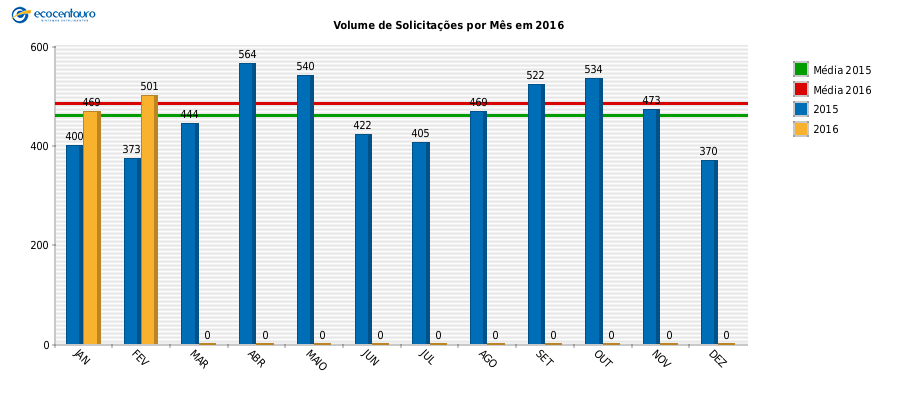 ecocentauro
Volume de Solicitações por Mês em 2016
600
400
200
0
400
469
373
501
444
0
564
0
540
0
422
0
405
0
469
0
522
0
534
0
473
0
370
0
JAN
FEV
MAR
ABR
MAIO
JUN
JUL
AGO
SET
OUT
NOV
DEZ
Média 2015
Média 2016
2015
2016